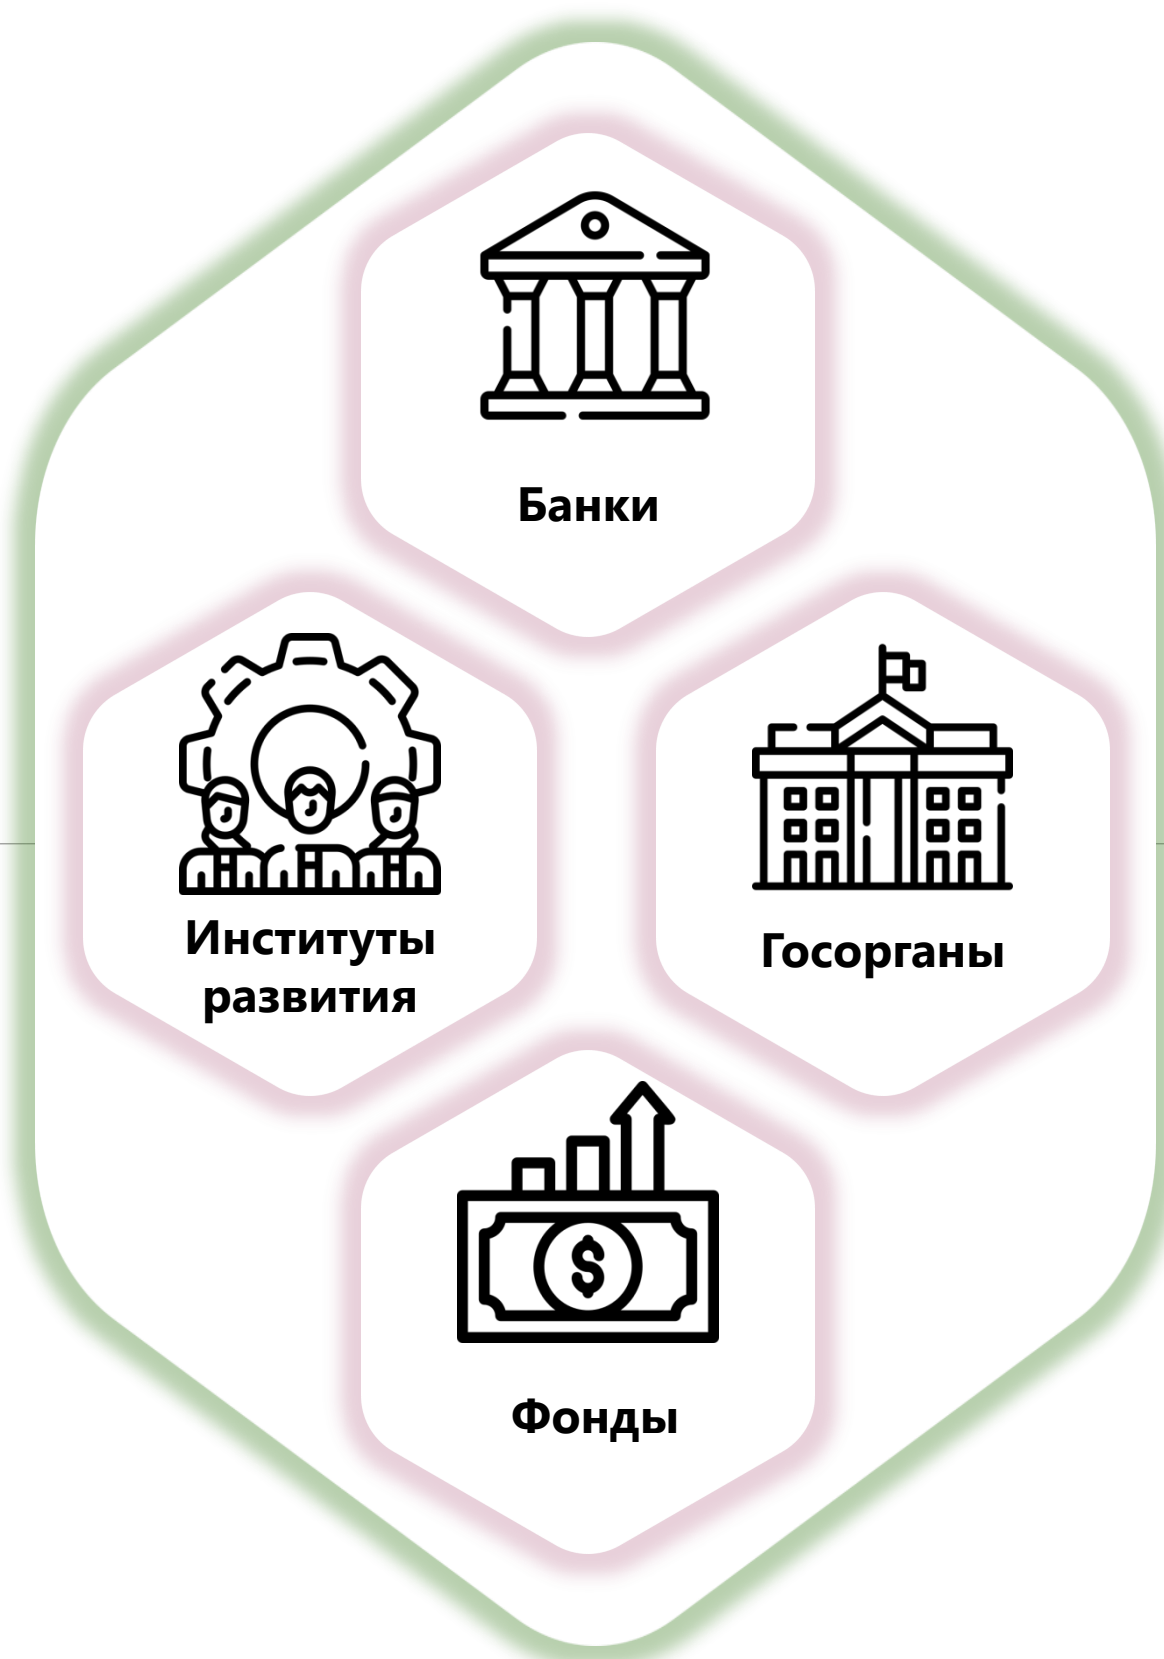 Банки
Институты
развития
Госорганы
Фонды